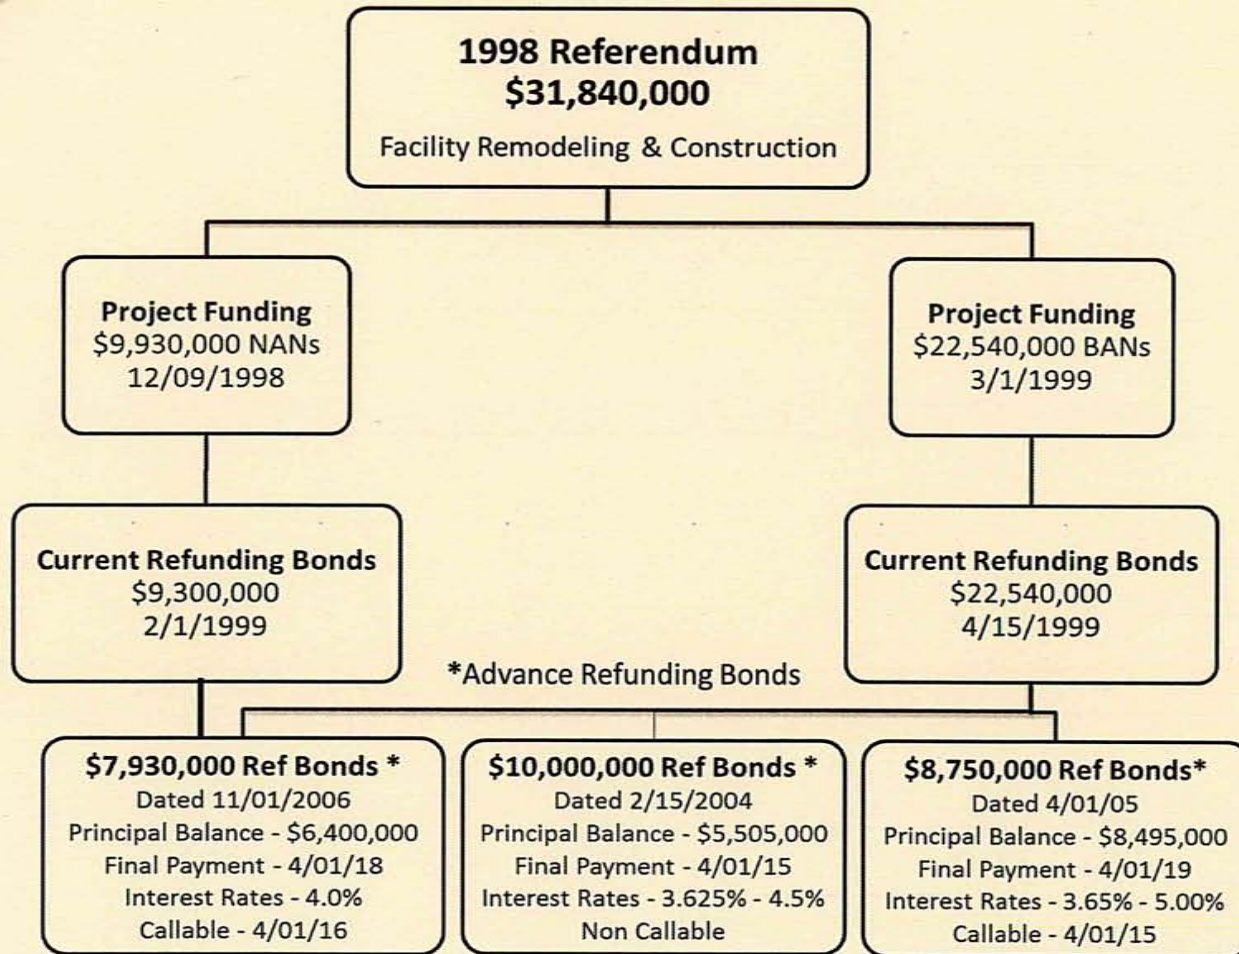 1998 Referendum
$31,840,000
Facility Remodeling & Construction
Project Funding
$9,930,000 NANs
12/09/1998
Project Funding
$22,540,000 BANs
3/1/1999
Current Refunding Bonds
$9,300,000
2/1/1999
Current Refunding Bonds
$22,540,000
4/15/1999
*Advance Refunding Bonds
$7,930,000 Ref Bonds *
Dated 11/01/2006
Principal Balance - $6,400,000
Final Payment - 4/01/18
Interest Rates - 4.0%
Callable - 4/01/16
$10,000,000 Ref Bonds *
Dated 2/15/2004
Principal Balance - $5,505,000
Final Payment - 4/01/15
Interest Rates - 3.625% - 4.5%
Non Callable
$8,750,000 Ref Bonds*
Dated 4/01/05
Principal Balance - $8,495,000
Final Payment - 4/01/19
Interest Rates - 3.65% - 5.00%
Callable - 4/01/15